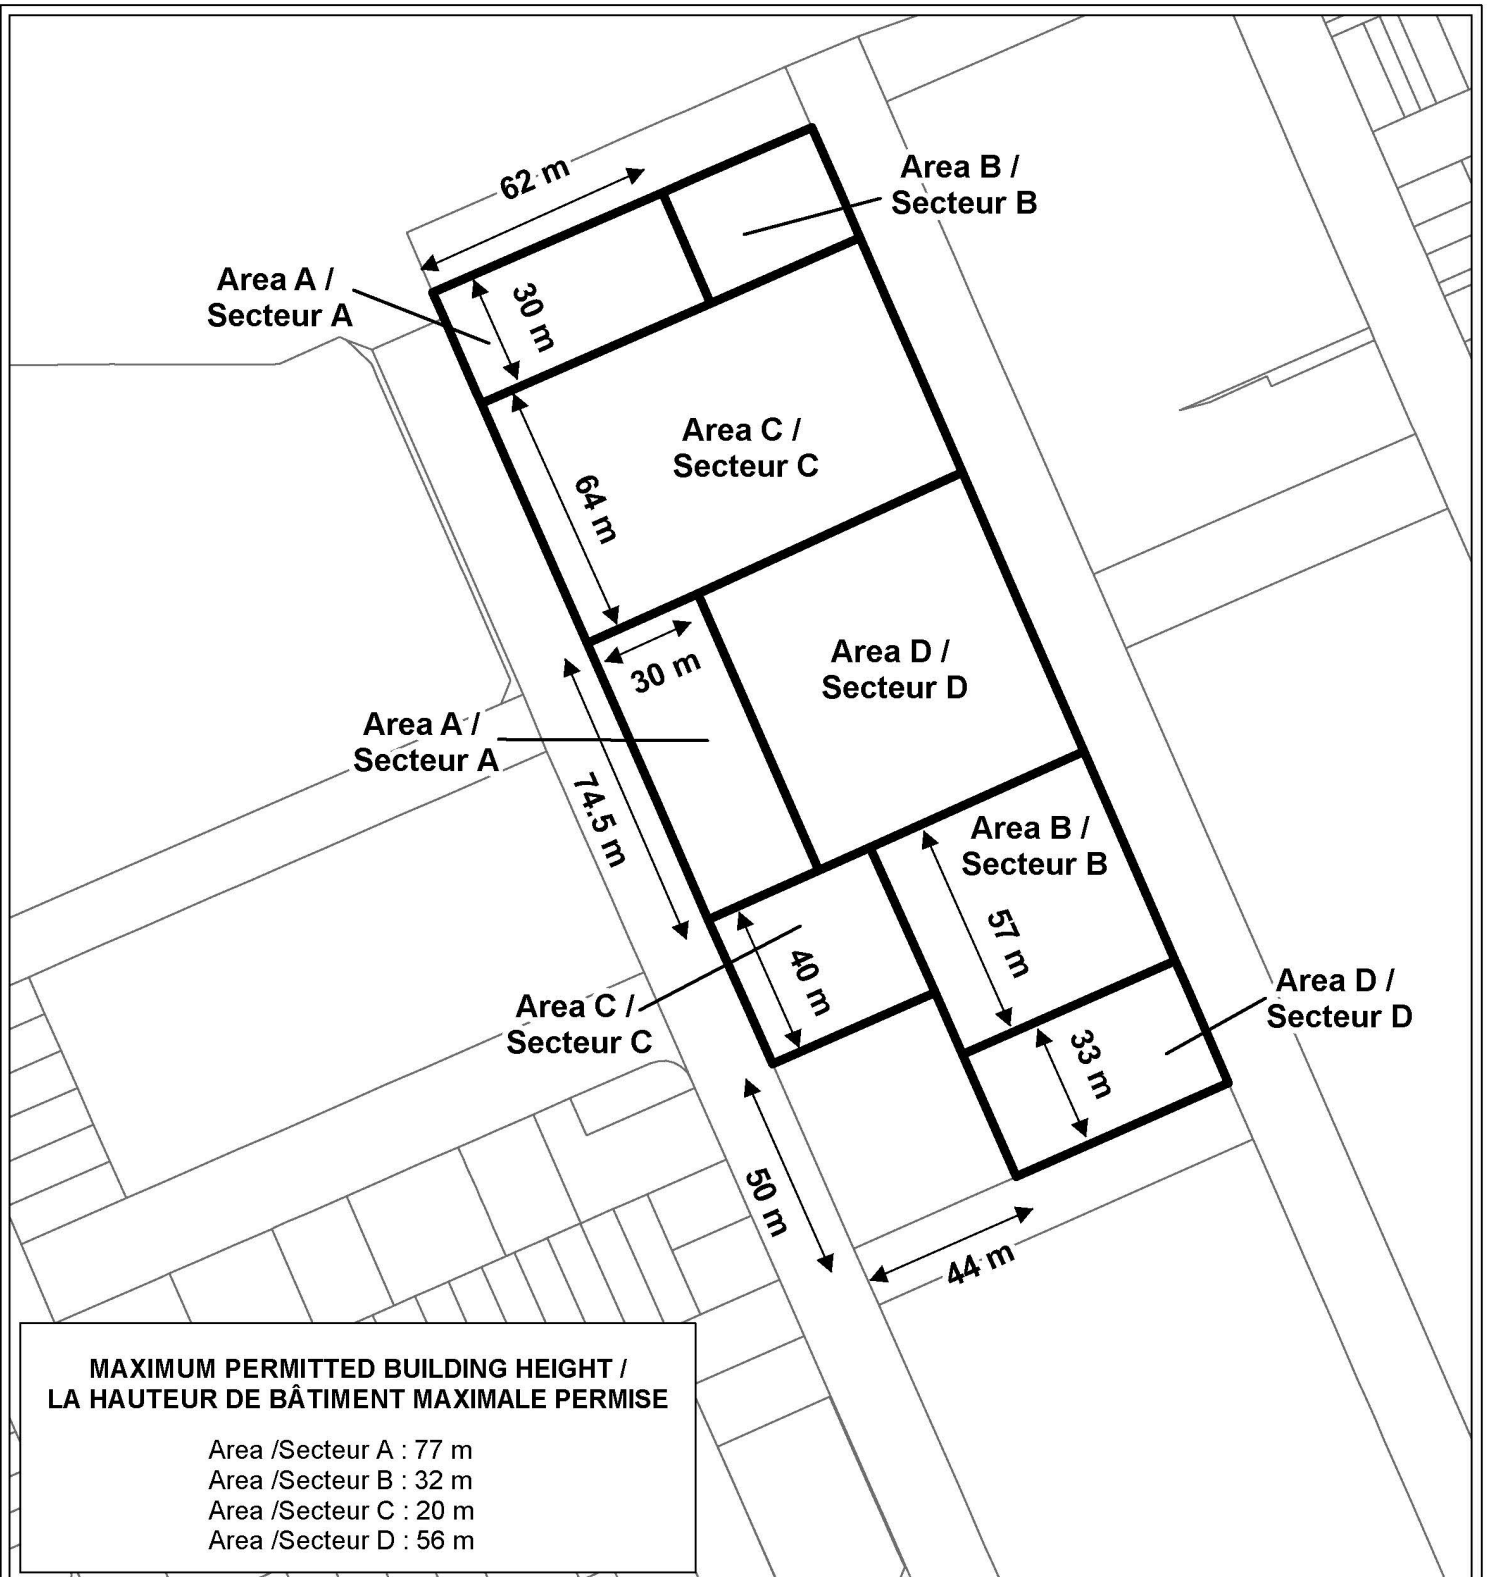 62 m
Area B /
Secteur B
Area A /
Secteur A
30 m
Area C /
Secteur C
64 m
Area D /
Secteur D
30 m
Area A /
Secteur A
74.5 m
Area B /
Secteur B
57 m
40 m
Area D /
Secteur D
Area C /
Secteur C
33 m
50 m
44 m
MAXIMUM PERMITTED BUILDING HEIGHT /
LA HAUTEUR DE BÂTIMENT MAXIMALE PERMISE
Area /Secteur A : 77 m
Area /Secteur B : 32 m
Area /Secteur C : 20 m
Area /Secteur D : 56 m